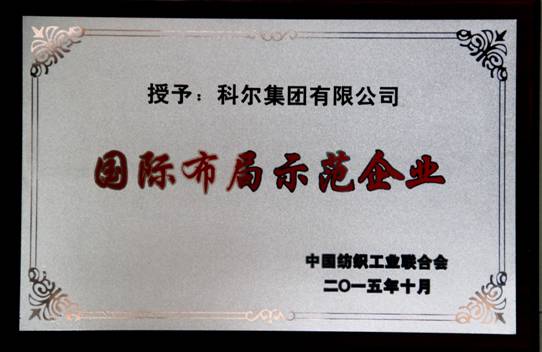 授予：科尔集团有限公司
国际布局示范企业
中国纺织工业联合会
二〇一五年十月